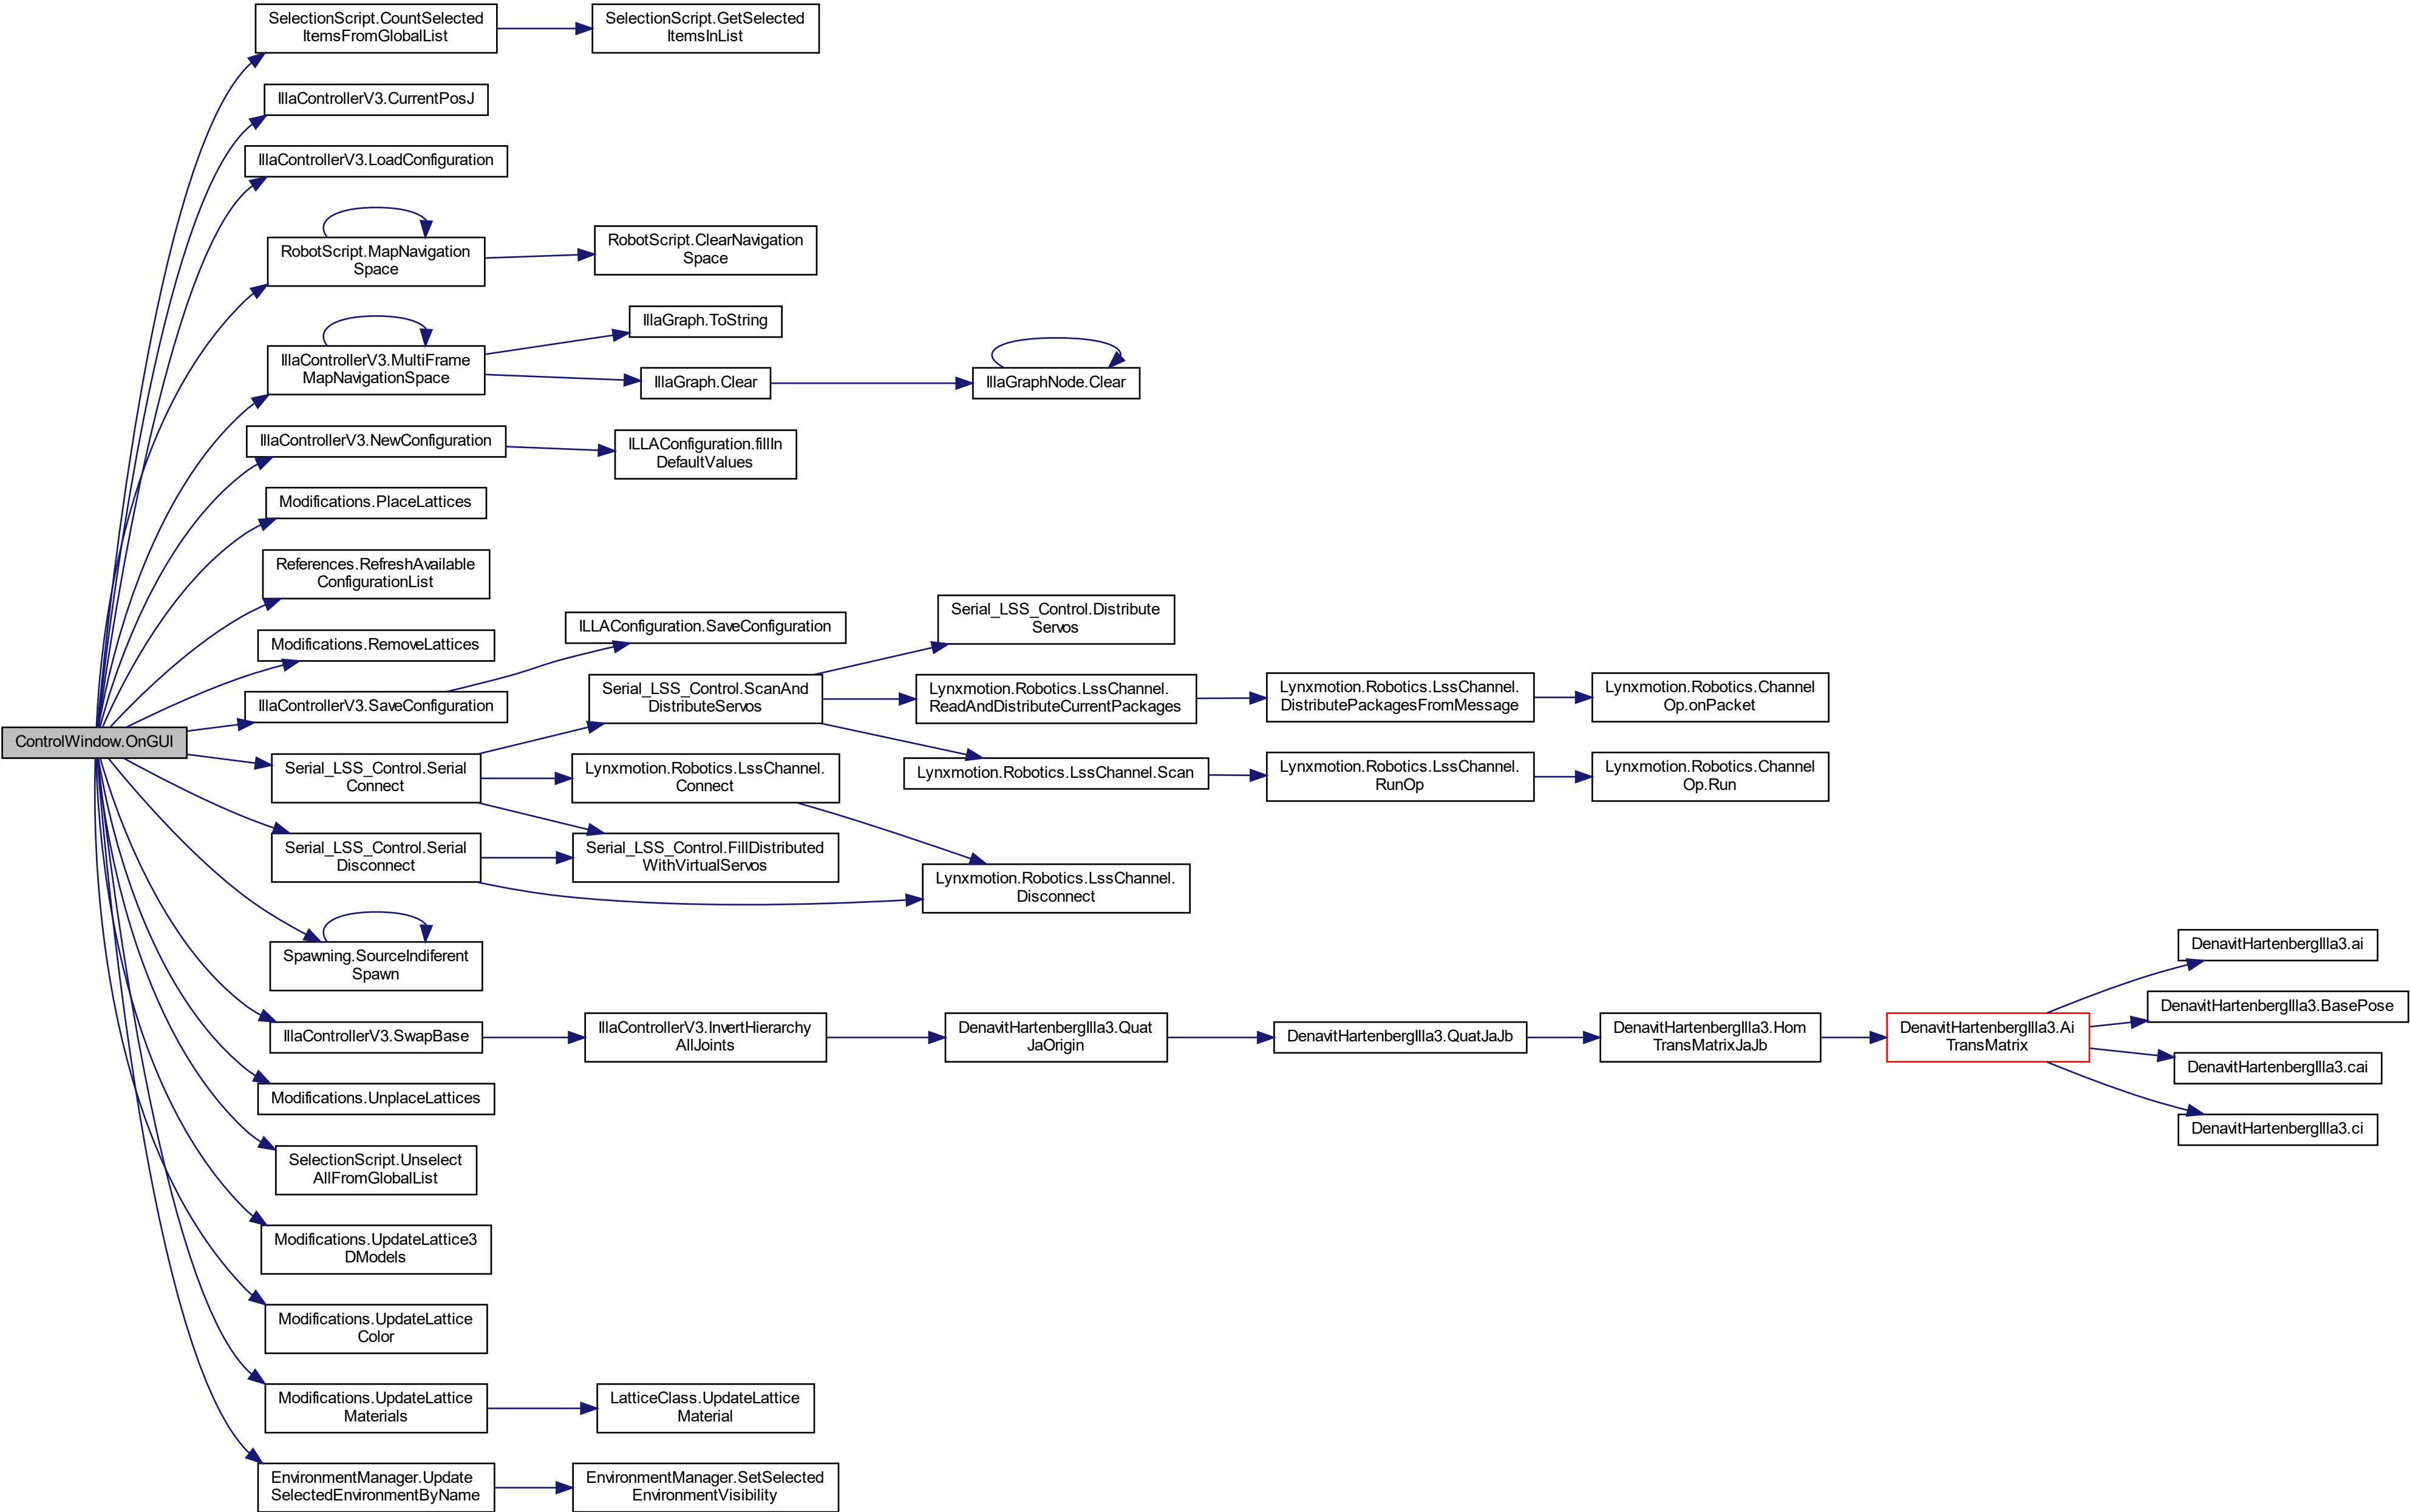 SelectionScript.CountSelected
ItemsFromGlobalList
SelectionScript.GetSelected
ItemsInList
IllaControllerV3.CurrentPosJ
IllaControllerV3.LoadConfiguration
RobotScript.MapNavigation
Space
RobotScript.ClearNavigation
Space
IllaControllerV3.MultiFrame
MapNavigationSpace
IllaGraph.ToString
IllaGraph.Clear
IllaGraphNode.Clear
IllaControllerV3.NewConfiguration
ILLAConfiguration.fillIn
DefaultValues
Modifications.PlaceLattices
References.RefreshAvailable
ConfigurationList
Modifications.RemoveLattices
IllaControllerV3.SaveConfiguration
ILLAConfiguration.SaveConfiguration
ControlWindow.OnGUI
Serial_LSS_Control.Serial
Connect
Serial_LSS_Control.ScanAnd
DistributeServos
Serial_LSS_Control.Distribute
Servos
Lynxmotion.Robotics.LssChannel.
ReadAndDistributeCurrentPackages
Lynxmotion.Robotics.LssChannel.
DistributePackagesFromMessage
Lynxmotion.Robotics.Channel
Op.onPacket
Lynxmotion.Robotics.LssChannel.Scan
Lynxmotion.Robotics.LssChannel.
RunOp
Lynxmotion.Robotics.Channel
Op.Run
Lynxmotion.Robotics.LssChannel.
Connect
Serial_LSS_Control.Serial
Disconnect
Serial_LSS_Control.FillDistributed
WithVirtualServos
Lynxmotion.Robotics.LssChannel.
Disconnect
Spawning.SourceIndiferent
Spawn
IllaControllerV3.SwapBase
IllaControllerV3.InvertHierarchy
AllJoints
DenavitHartenbergIlla3.Quat
JaOrigin
DenavitHartenbergIlla3.QuatJaJb
DenavitHartenbergIlla3.Hom
TransMatrixJaJb
DenavitHartenbergIlla3.Ai
TransMatrix
DenavitHartenbergIlla3.ai
DenavitHartenbergIlla3.BasePose
DenavitHartenbergIlla3.cai
DenavitHartenbergIlla3.ci
Modifications.UnplaceLattices
SelectionScript.Unselect
AllFromGlobalList
Modifications.UpdateLattice3
DModels
Modifications.UpdateLattice
Color
Modifications.UpdateLattice
Materials
LatticeClass.UpdateLattice
Material
EnvironmentManager.Update
SelectedEnvironmentByName
EnvironmentManager.SetSelected
EnvironmentVisibility